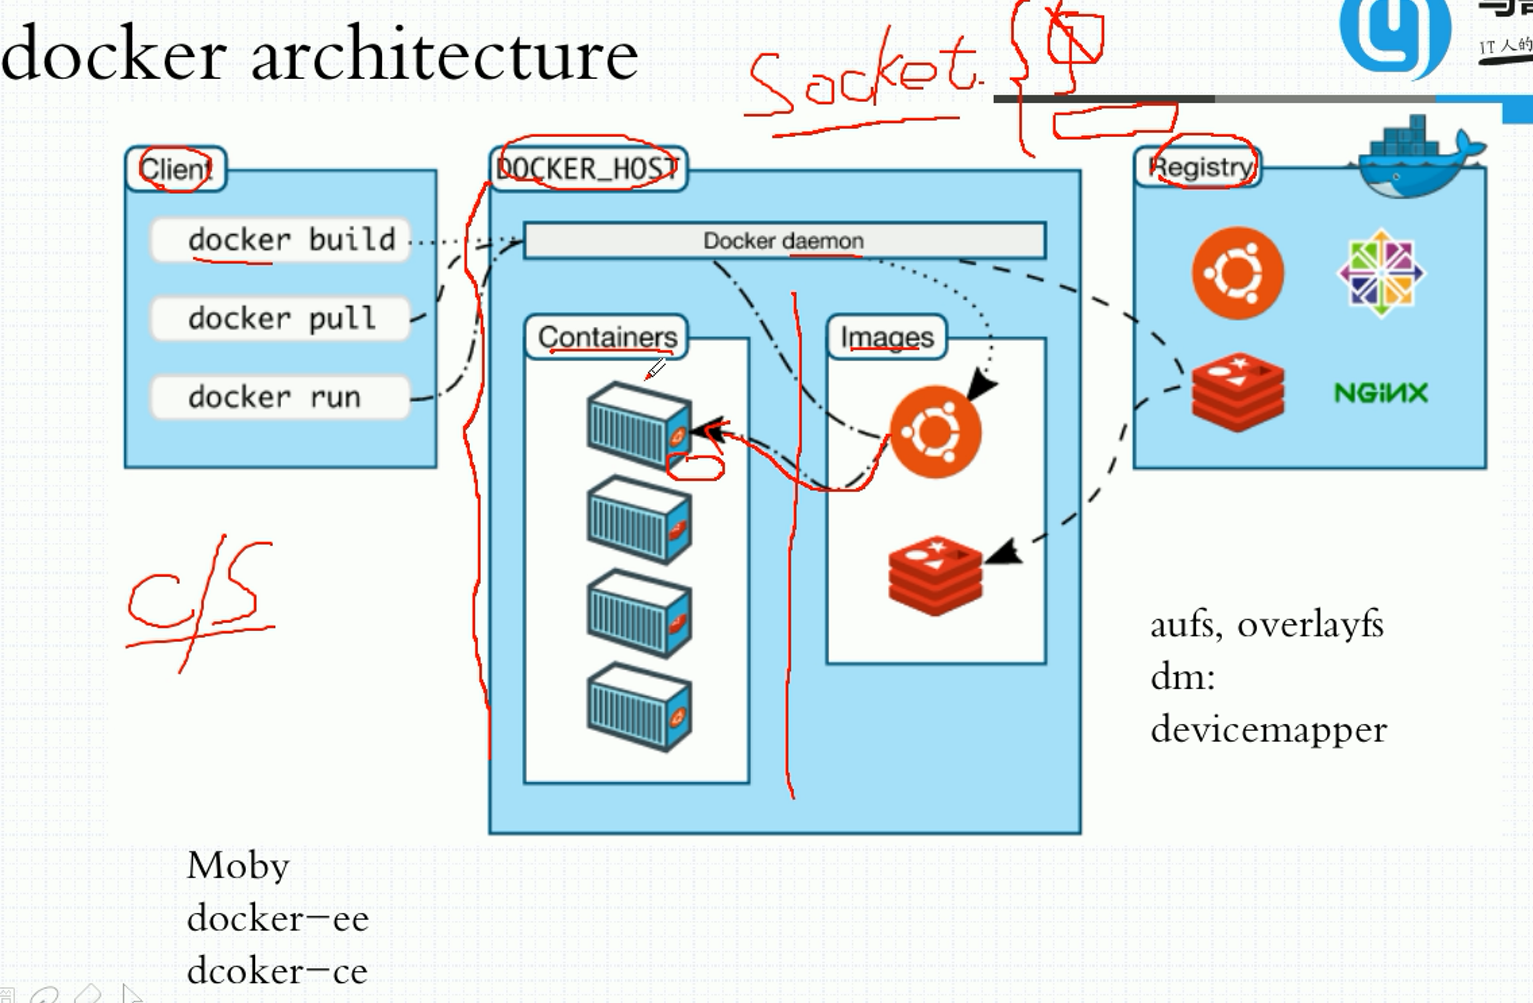 docker architecture
Socket.
IT人的
Client
DOCKER_HOST
Registry
docker build
Docker daemon
docker pull
Containers
Images
docker run
NGiNX
C/S
aufs, overlayfs
dm:
devicemapper
Moby
docker-ee
dcoker-ce